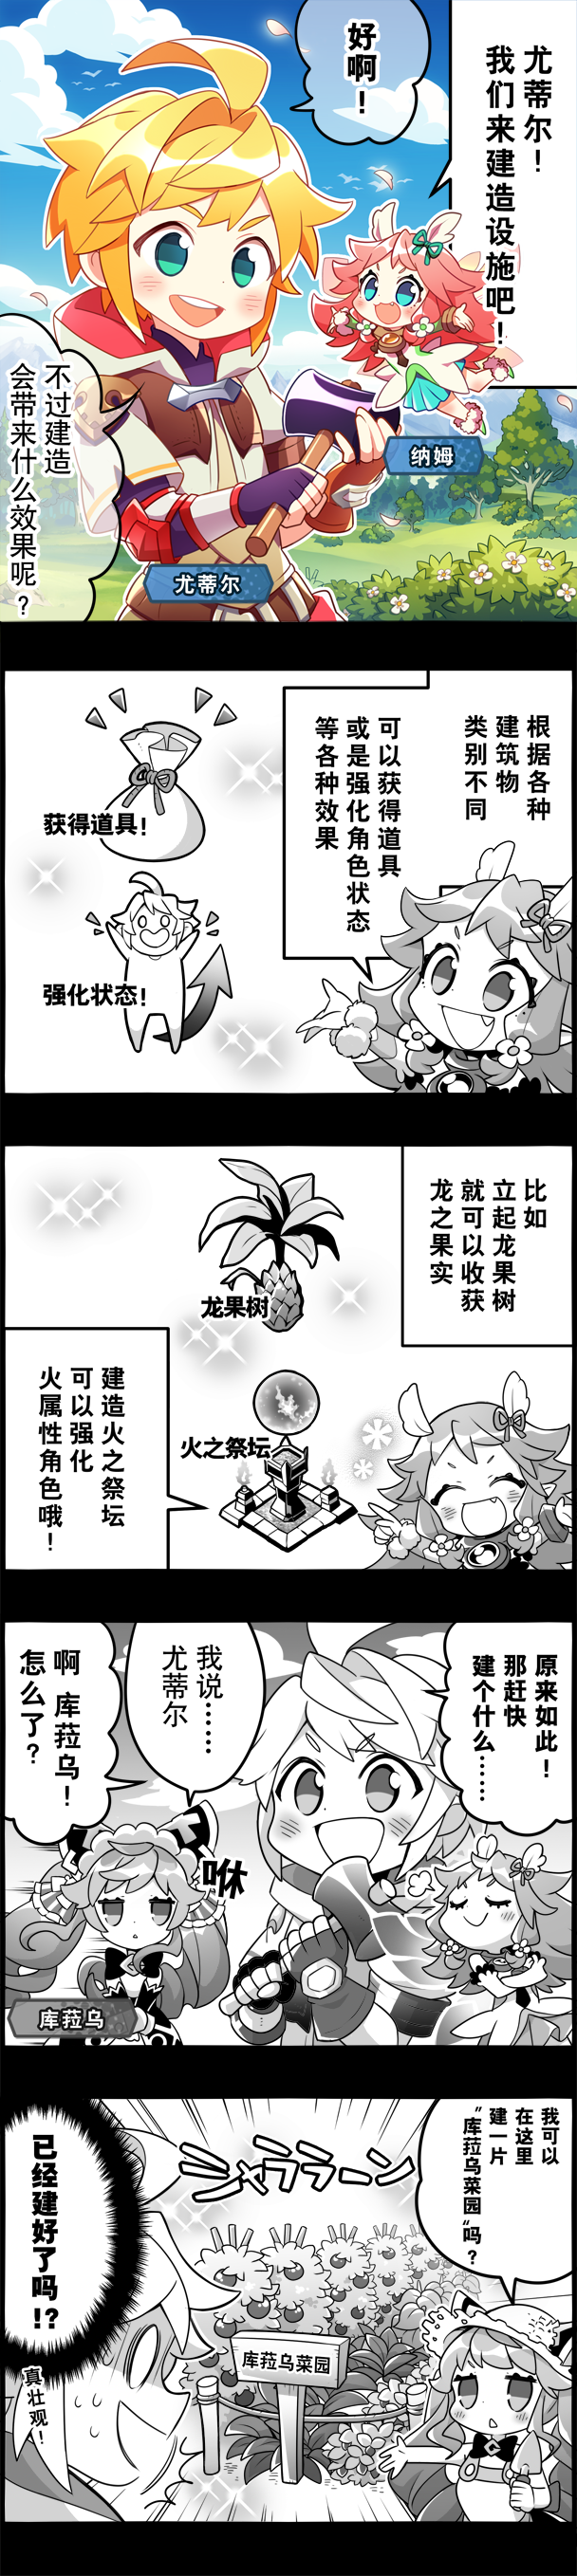 尤蒂尔！
我们来建造设施吧！
好啊！
纳姆
不过建造
会带来什么效果呢？
尤蒂尔
根据各种
建筑物
类别不同
可以获得道具
或是强化角色状态
等各种效果
获得道具！
强化状态！
比如
立起龙果树
就可以收获
龙之果实
龙果树
建造火之祭坛
可以强化
火属性角色哦！
火之祭坛
原来如此！
那赶快
建个什么……
我说……
尤蒂尔
啊 库菈乌！
怎么了？
咻
库菈乌
我可以
在这里
建一片
“库菈乌菜园”吗？
シャララーン
库菈乌菜园
已经建好了吗!?
真壮观！